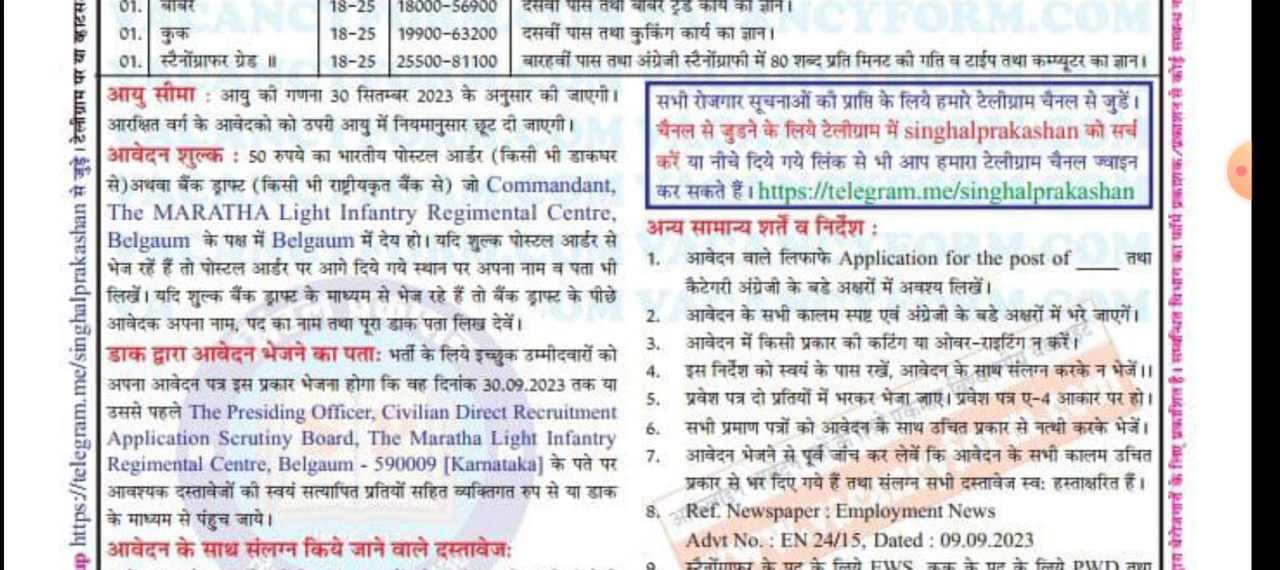 01. बार्बर 18-25 18000-56900 दसवीं पास तथा बार्बर ट्रेड कार्य का ज्ञान।
01. कुक 18-25 19900-63200 दसवीं पास तथा कुकिंग कार्य का ज्ञान।
01. स्टैनोंग्राफर ग्रेड ॥ 18-25 25500-81100 बारहवीं पास तथा अंग्रेजी स्टैनोंग्राफी में 80 शब्द प्रति मिनट की गति व टाईप तथा कम्प्यूटर का ज्ञान।
आयु सीमा : आयु की गणना 30 सितम्बर 2023 के अनुसार की जाएगी।
आरक्षित वर्ग के आवेदको को उपरी आयु में नियमानुसार छूट दी जाएगी।
आवेदन शुल्क : 50 रुपये का भारतीय पोस्टल आर्डर (किसी भी डाकघर
से)अथवा बैंक ड्राफ्ट (किसी भी राष्ट्रीयकृत बैंक से) जो Commandant,
The MARATHA Light Infantry Regimental Centre,
Belgaum के पक्ष में Belgaum में देय हो। यदि शुल्क पोस्टल आर्डर से
भेज रहें हैं तो पोस्टल आर्डर पर आगे दिये गये स्थान पर अपना नाम व पता भी
लिखें। यदि शुल्क बैंक ड्राफ्ट के माध्यम से भेज रहे हैं तो बैंक ड्राफ्ट के पीछे
आवेदक अपना नाम, पद का नाम तथा पूरा डाक पता लिख देवें।
डाक द्वारा आवेदन भेजने का पता: भर्ती के लिये इच्छुक उम्मीदवारों को
अपना आवेदन पत्र इस प्रकार भेजना होगा कि वह दिनांक 30.09.2023 तक या
उससे पहले The Presiding Officer, Civilian Direct Recruitment
Application Scrutiny Board, The Maratha Light Infantry
Regimental Centre, Belgaum - 590009 [Karnataka] के पते पर
आवश्यक दस्तावेजों की स्वयं सत्यापित प्रतियों सहित व्यक्तिगत रुप से या डाक
के माध्यम से पंहुच जाये।
आवेदन के साथ संलग्न किये जाने वाले दस्तावेज:
सभी रोजगार सूचनाओं की प्राप्ति के लिये हमारे टेलीग्राम चैनल से जुडें।
चैनल से जुडने के लिये टेलीग्राम में singhalprakashan को सर्च
करें या नीचे दिये गये लिंक से भी आप हमारा टेलीग्राम चैनल ज्वाइन
कर सकते हैं। https://telegram.me/singhalprakashan
अन्य सामान्य शर्तें व निर्देश :
1. आवेदन वाले लिफाफे Application for the post of ____ तथा
कैटेगरी अंग्रेजी के बडे अक्षरों में अवश्य लिखें।
2. आवेदन के सभी कालम स्पष्ट एवं अंग्रेजी के बडे अक्षरों में भरे जाएगें।
3. आवेदन में किसी प्रकार की कटिंग या ओवर-राइटिंग न करें।
4. इस निर्देश को स्वयं के पास रखें, आवेदन के साथ संलग्न करके न भेजें।।
5. प्रवेश पत्र दो प्रतियों में भरकर भेजा जाए। प्रवेश पत्र ए-4 आकार पर हो।
6. सभी प्रमाण पत्रों को आवेदन के साथ उचित प्रकार से नत्थी करके भेजें।
7. आवेदन भेजने से पूर्व जाँच कर लेवें कि आवेदन के सभी कालम उचित
प्रकार से भर दिए गये हैं तथा संलग्न सभी दस्तावेज स्व: हस्ताक्षरित हैं।
8. Ref. Newspaper : Employment News
Advt No. : EN 24/15, Dated : 09.09.2023
9. स्टैनोंग्राफर के पद के लिये EWS, कुक के पद के लिये PWD तथा
up https://telegram.me/singhalprakashan से जुड़े। टेलीग्राम पर या व्हाटस
VACANCYFORM.COM